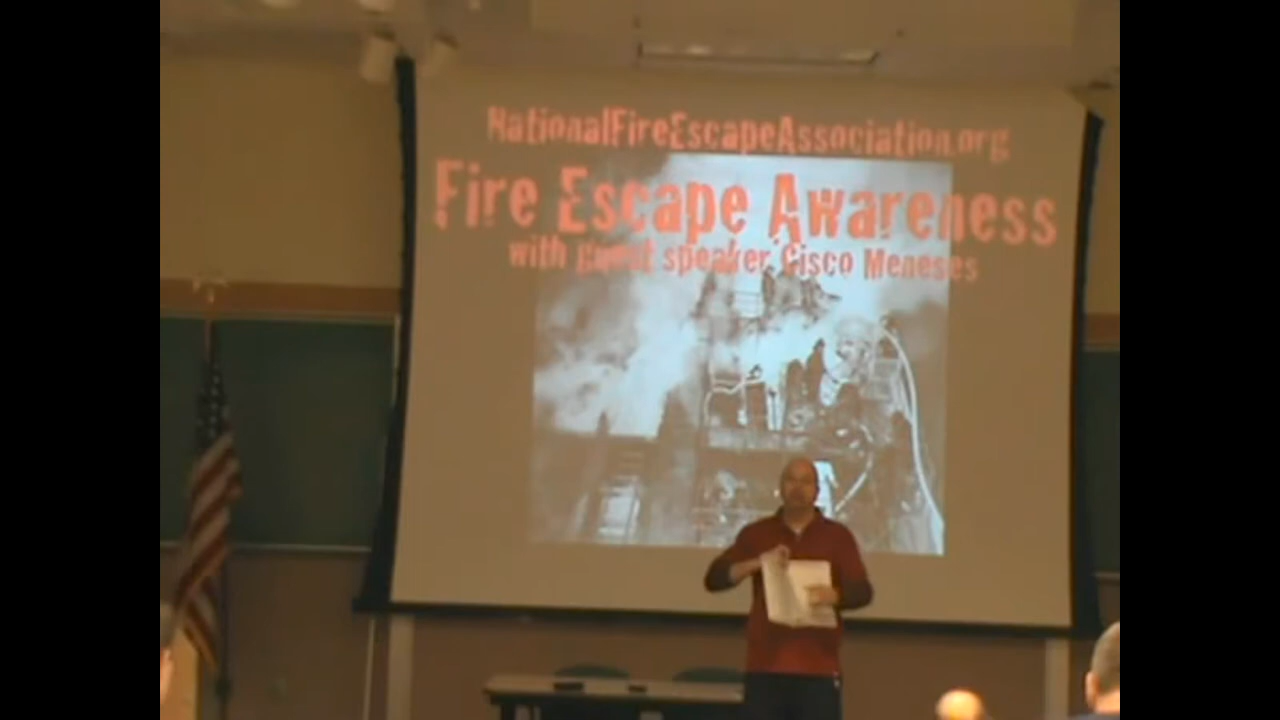 NationalFireEscapeAssociation.org
Fire Escape Awareness
with guest speaker Cisco Meneses